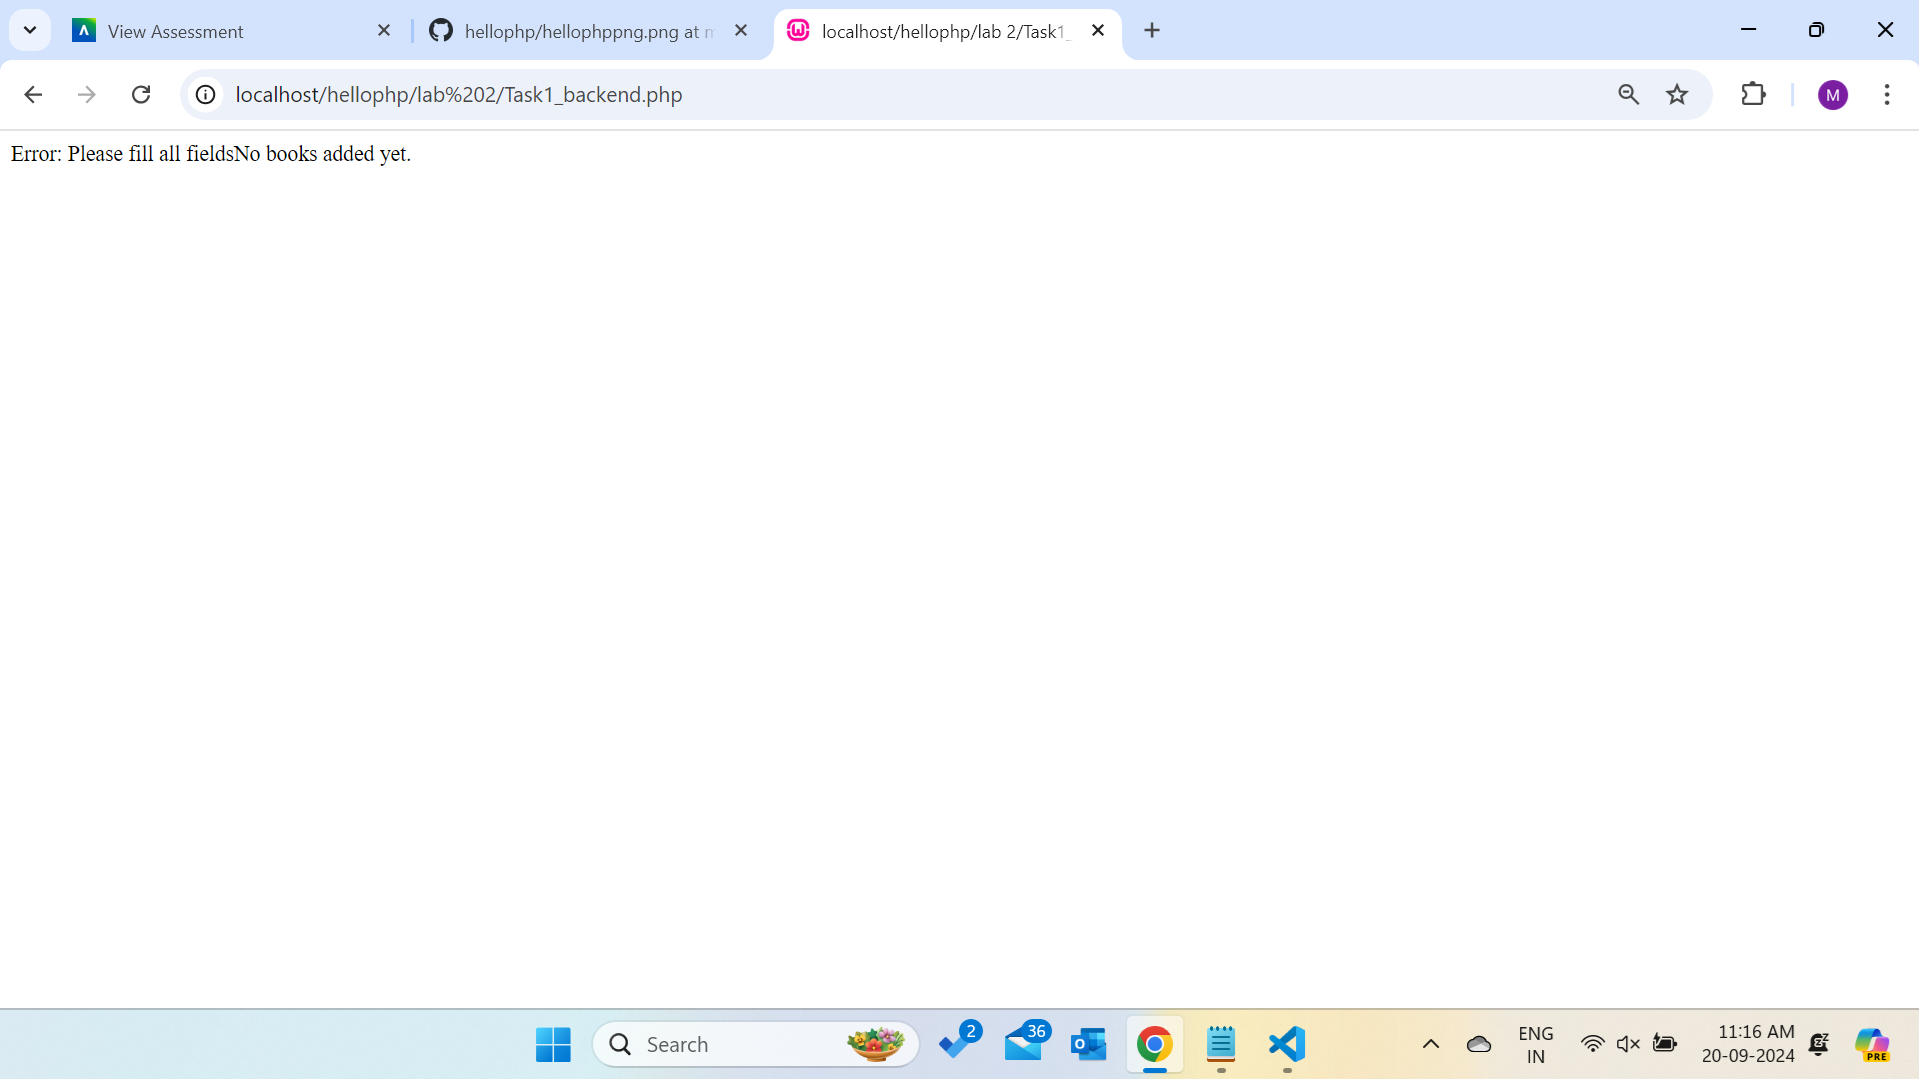 View Assessment
hellophp/hellophppng.png at m
localhost/hellophp/lab 2/Task1_
localhost/hellophp/lab%202/Task1_backend.php
M
Error: Please fill all fieldsNo books added yet.
Search
2
36
ENG
IN
11:16 AM
20-09-2024
PRE